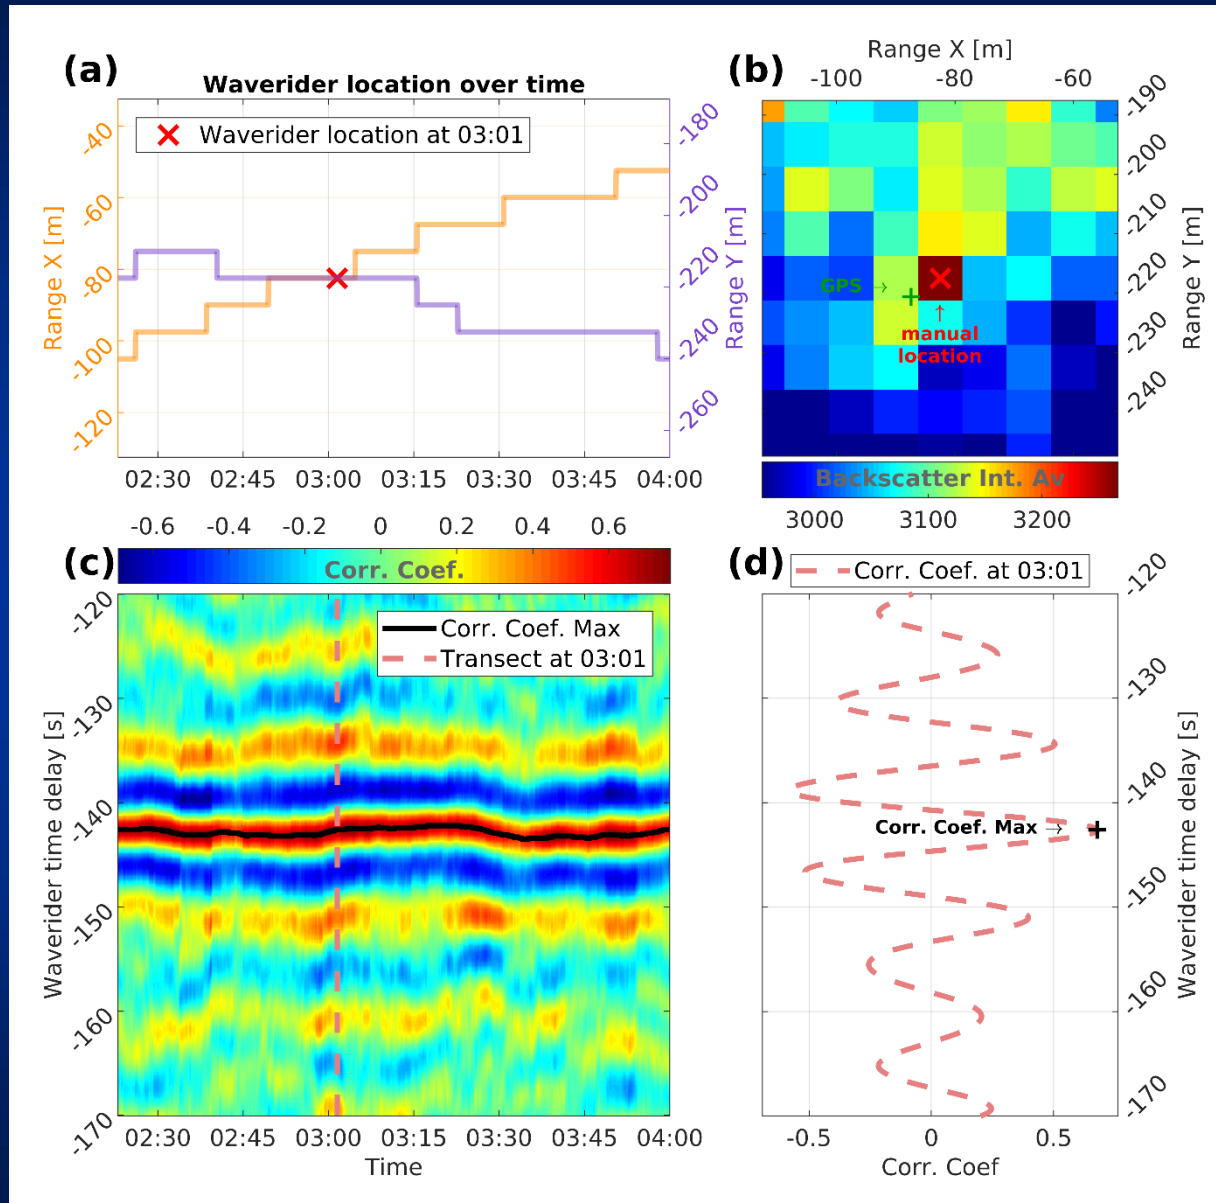 (a)
Waverider location over time
Waverider location at 03:01
Range X [m]
-40
-60
-80
-100
-120
-180
-200
-220
-240
-260
Range Y [m]
02:30 02:45 03:00 03:15 03:30 03:45 04:00
(b)
Range X [m]
-100 -80 -60
-190
-200
-210
-220
-230
-240
Range Y [m]
GPS →
↑
manual
location
Backscatter Int. Av
3000 3100 3200
-0.6 -0.4 -0.2 0 0.2 0.4 0.6
(c)
Corr. Coef.
Corr. Coef. Max
Transect at 03:01
Waverider time delay [s]
-120
-130
-140
-150
-160
-170
02:30 02:45 03:00 03:15 03:30 03:45 04:00
Time
(d)
Corr. Coef. at 03:01
Corr. Coef. Max →
-120
-130
-140
-150
-160
-170
Waverider time delay [s]
-0.5 0 0.5
Corr. Coef